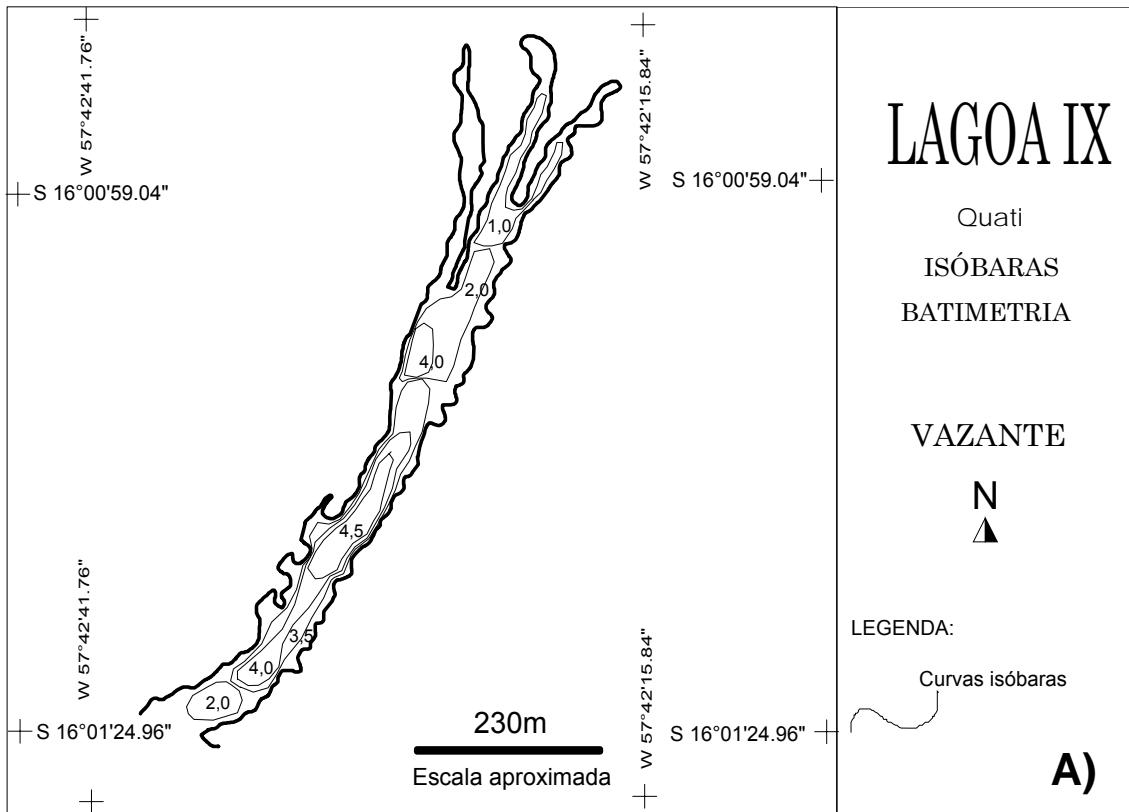 W 57°42'41.76"
W 57°42'15.84"
S 16°00'59.04"
S 16°00'59.04"
1,0
2,0
4,0
4,5
3,5
4,0
2,0
W 57°42'41.76"
W 57°42'15.84"
S 16°01'24.96"
S 16°01'24.96"
230m
Escala aproximada
LAGOA IX
Quati
ISÓBARAS
BATIMETRIA
VAZANTE
N
LEGENDA:
Curvas isóbaras
A)